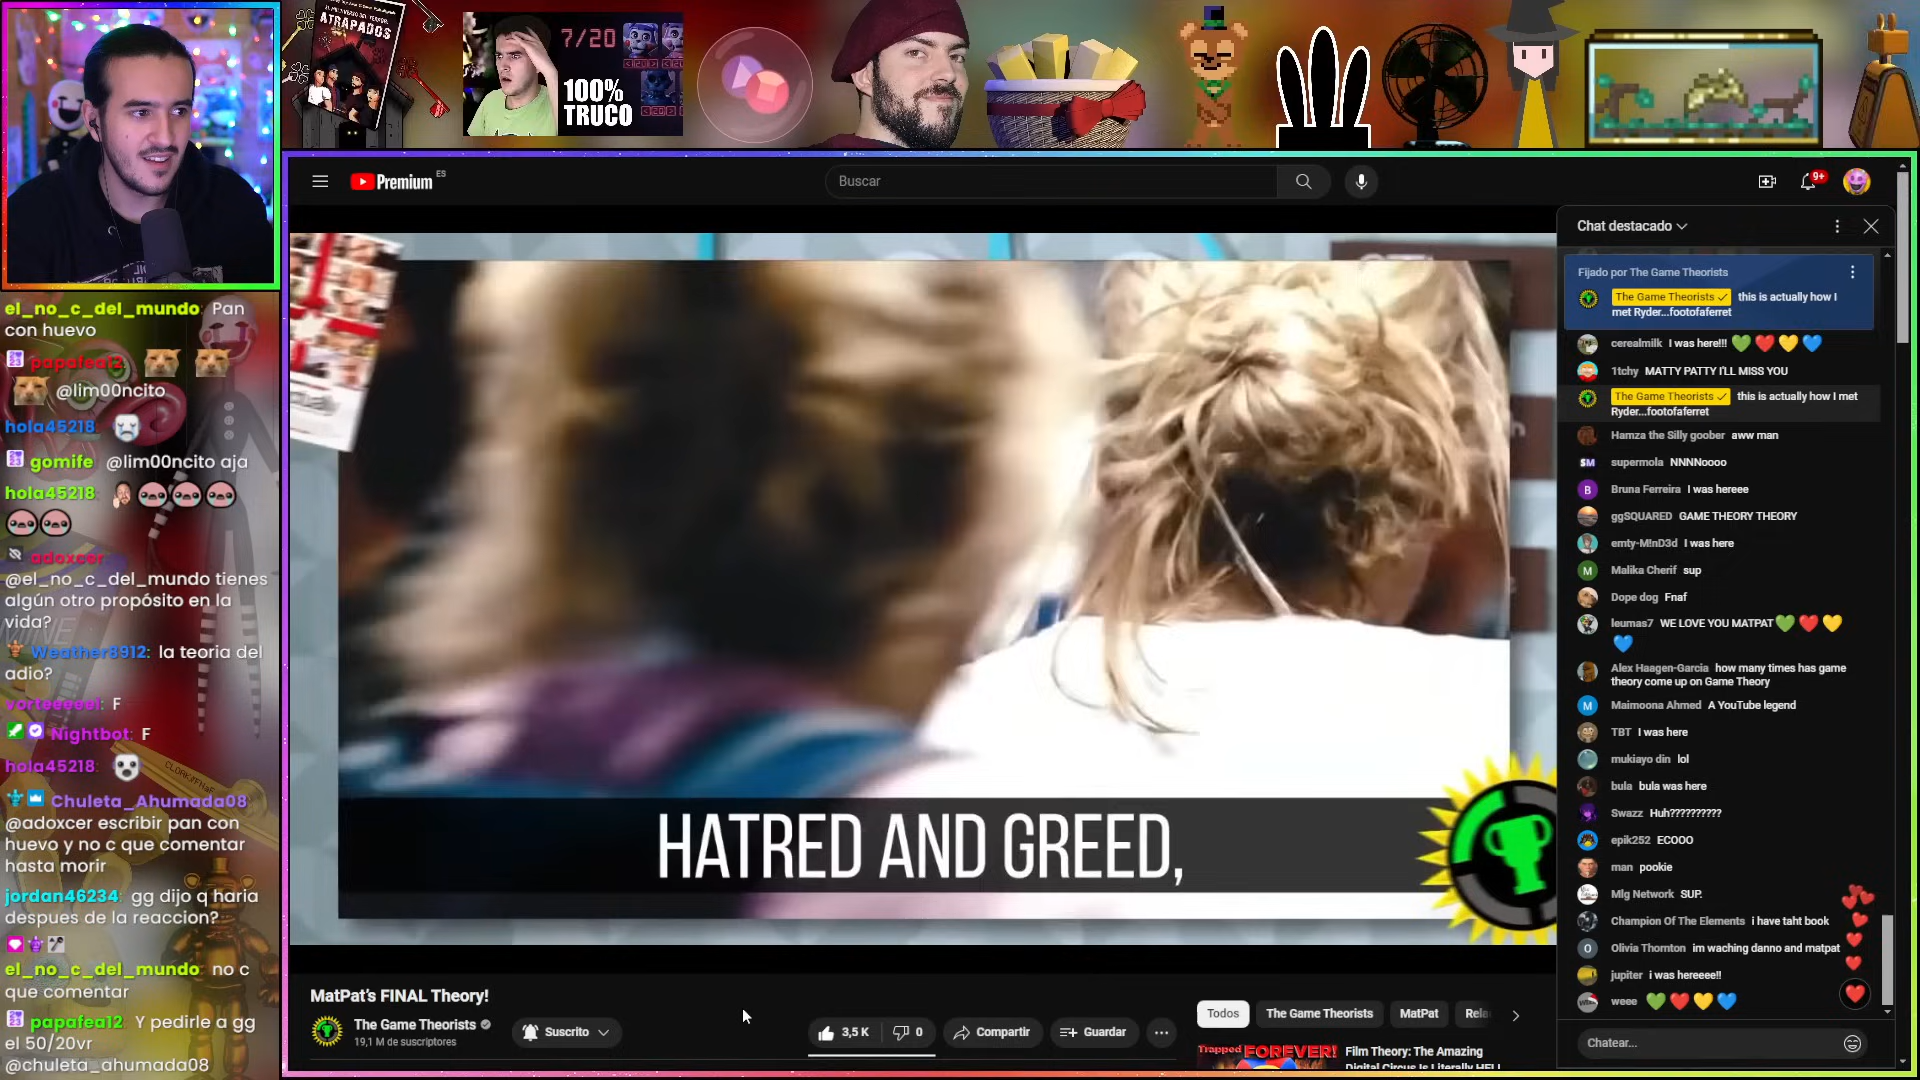 ATRAPADOS
7/20
100%
TRUCO
Premium ES
Buscar
9+
Chat destacado
Fijado por The Game Theorists
The Game Theorists this is actually how I
met Ryder...footofaferret
cerealmilk I was here!!! 💚❤️💛💙
1tchy MATTY PATTY I'LL MISS YOU
The Game Theorists this is actually how I met
Ryder...footofaferret
Hamza the Silly goober aww man
SM supermola NNNNoooo
B Bruna Ferreira I was hereee
ggSQUARED GAME THEORY THEORY
emty-M!nD3d I was here
M Malika Cherif sup
Dope dog Fnaf
leumas7 WE LOVE YOU MATPAT💚❤️💛
💙
Alex Haagen-Garcia how many times has game
theory come up on Game Theory
M Maimoona Ahmed A YouTube legend
TBT I was here
mukiayo din lol
bula bula was here
Swazz Huh??????????
epik252 ECOOO
man pookie
Mlg Network SUP.
Champion Of The Elements i have taht book
O Olivia Thornton im waching danno and matpat
jupiter i was hereeee!!
weee 💚❤️💛💙
Chatear...
el_no_c_del_mundo: Pan
con huevo
papafea12:
@lim00ncito
hola45218:
gomife @lim00ncito aja
hola45218:
adoxcer:
@el_no_c_del_mundo tienes
algún otro propósito en la
vida?
Weather8912: la teoria del
adio?
vorteeeeei: F
Nightbot: F
hola45218:
Chuleta_Ahumada08:
@adoxcer escribir pan con
huevo y no c que comentar
hasta morir
jordan46234: gg dijo q haria
despues de la reaccion?
el_no_c_del_mundo: no c
que comentar
papafea12: Y pedirle a gg
el 50/20vr
@chuleta_ahumada08
HATRED AND GREED,
MatPat's FINAL Theory!
The Game Theorists
19,1 M de suscriptores
Suscrito
3,5 K
0
Compartir
Guardar
Todos
The Game Theorists
MatPat
Trapped FOREVER!
Film Theory: The Amazing
Digital Circus Is Literally HELL